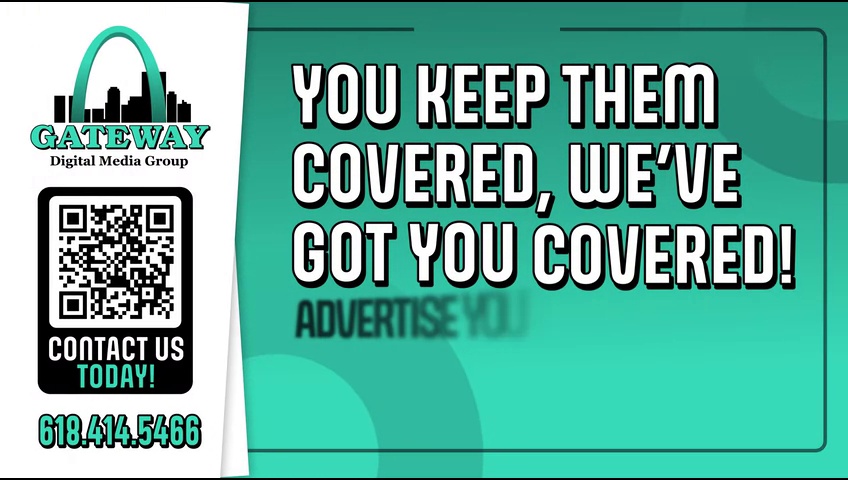 GATEWAY
Digital Media Group
CONTACT US
TODAY!
618.414.5466
YOU KEEP THEM
COVERED, WE'VE
GOT YOU COVERED!
ADVERTISE YOU